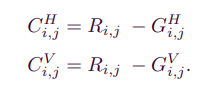 C^H_{i,j} = R_{i,j} − G^H_{i,j}
C^V_{i,j} = R_{i,j} − G^V_{i,j}.